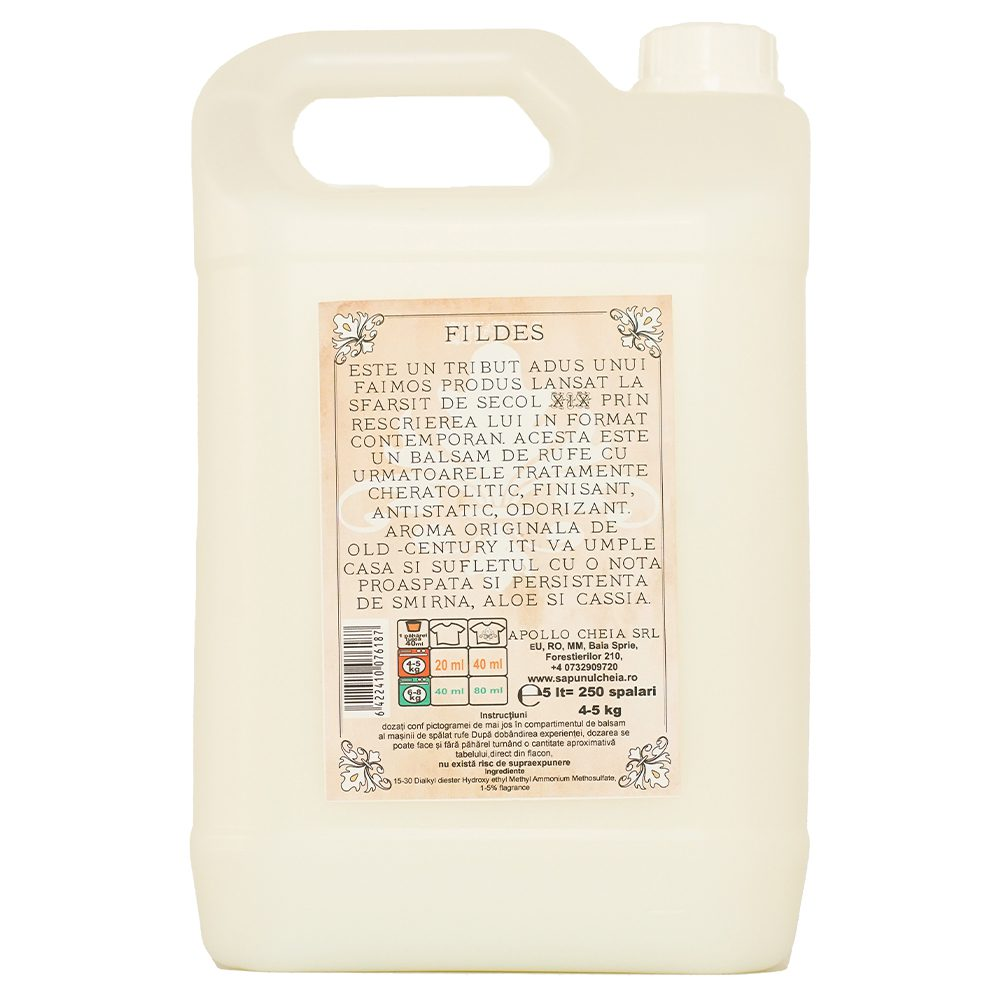 FILDES
ESTE UN TRIBUT ADUS UNUI
FAIMOS PRODUS LANSAT LA
SFARSIT DE SECOL XIX PRIN
RESCRIEREA LUI IN FORMAT
CONTEMPORAN. ACESTA ESTE
UN BALSAM DE RUFE CU
URMATOARELE TRATAMENTE
CHERATOLITIC, FINISANT,
ANTISTATIC, ODORIZANT.
AROMA ORIGINALA DE
OLD -CENTURY ITI VA UMPLE
CASA SI SUFLETUL CU O NOTA
PROASPATA SI PERSISTENTA
DE SMIRNA, ALOE SI CASSIA.
6422410076187
1 păhărel
40ml
4-5 kg 20 ml 40 ml
6-8 kg 40 ml 80 ml
APOLLO CHEIA SRL
EU, RO, MM, Baia Sprie,
Forestierilor 210,
+4 0732909720
www.sapunulcheia.ro
e 5 lt= 250 spalari
4-5 kg
Instrucțiuni
dozați conf pictogramei de mai jos în compartimentul de balsam
al mașinii de spălat rufe După dobândirea experienței, dozarea se
poate face și fără păhărel turnând o cantitate aproximativă
tabelului,direct din flacon,
nu există risc de supraexpunere
Ingrediente
15-30 Dialkyl diester Hydroxy ethyl Methyl Ammonium Methosulfate,
1-5% flagrance